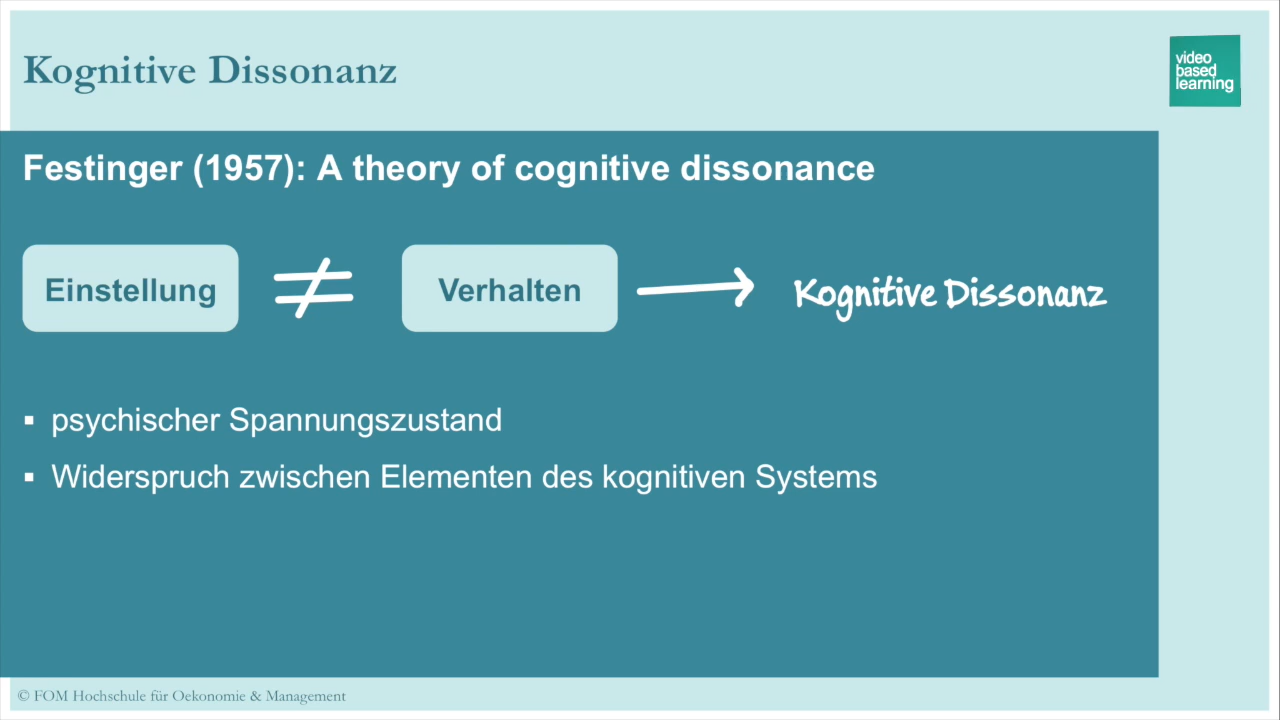 Kognitive Dissonanz
video
based
learning
Festinger (1957): A theory of cognitive dissonance
Einstellung ≠ Verhalten → Kognitive Dissonanz
▪ psychischer Spannungszustand
▪ Widerspruch zwischen Elementen des kognitiven Systems
© FOM Hochschule für Oekonomie & Management